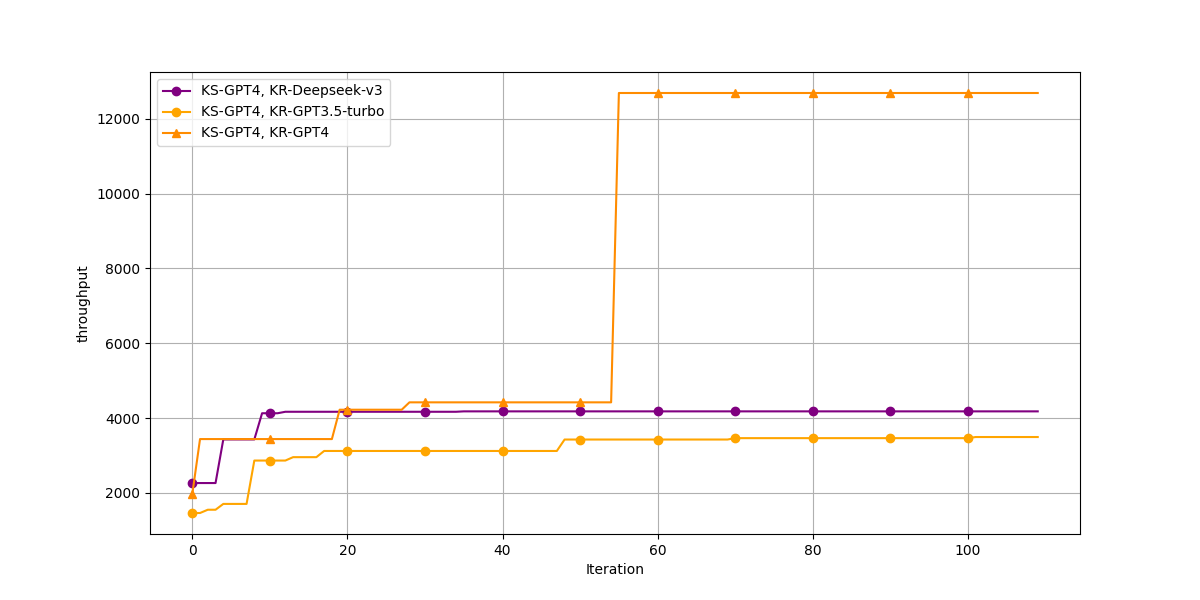 KS-GPT4, KR-Deepseek-v3
KS-GPT4, KR-GPT3.5-turbo
KS-GPT4, KR-GPT4
12000
10000
8000
6000
4000
2000
throughput
0 20 40 60 80 100
Iteration